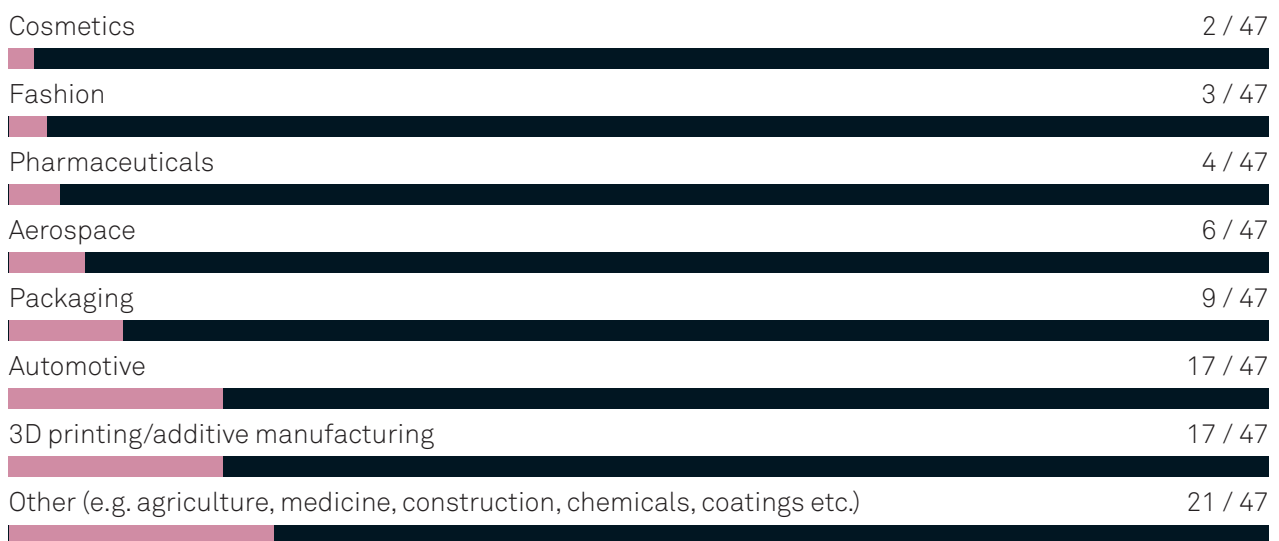 Cosmetics 2 / 47
Fashion 3 / 47
Pharmaceuticals 4 / 47
Aerospace 6 / 47
Packaging 9 / 47
Automotive 17 / 47
3D printing/additive manufacturing 17 / 47
Other (e.g. agriculture, medicine, construction, chemicals, coatings etc.) 21 / 47